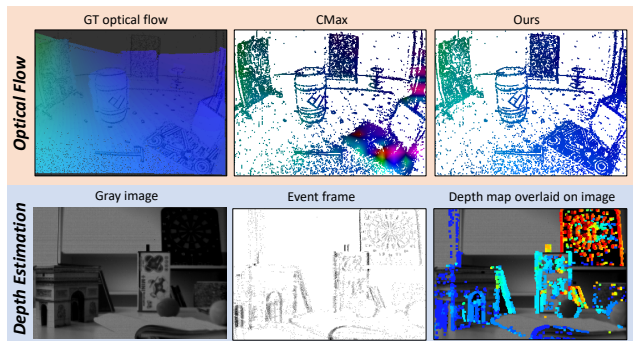 GT optical flow
CMax
Ours
Optical Flow
Gray image
Event frame
Depth map overlaid on image
Depth Estimation